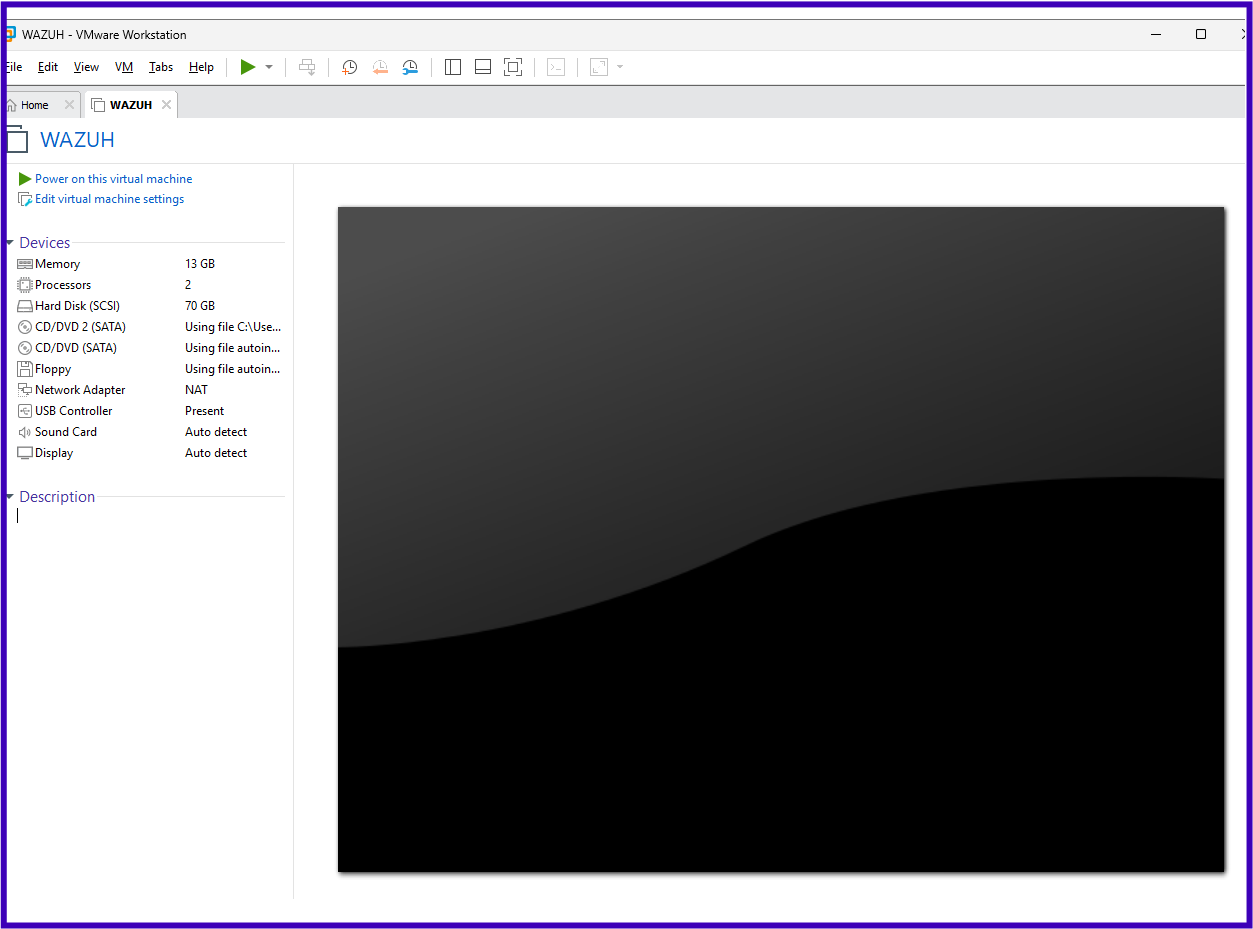 WAZUH - VMware Workstation
File Edit View VM Tabs Help
Home WAZUH
WAZUH
Power on this virtual machine
Edit virtual machine settings
Devices
Memory 13 GB
Processors 2
Hard Disk (SCSI) 70 GB
CD/DVD 2 (SATA) Using file C:\Use...
CD/DVD (SATA) Using file autoin...
Floppy Using file autoin...
Network Adapter NAT
USB Controller Present
Sound Card Auto detect
Display Auto detect
Description